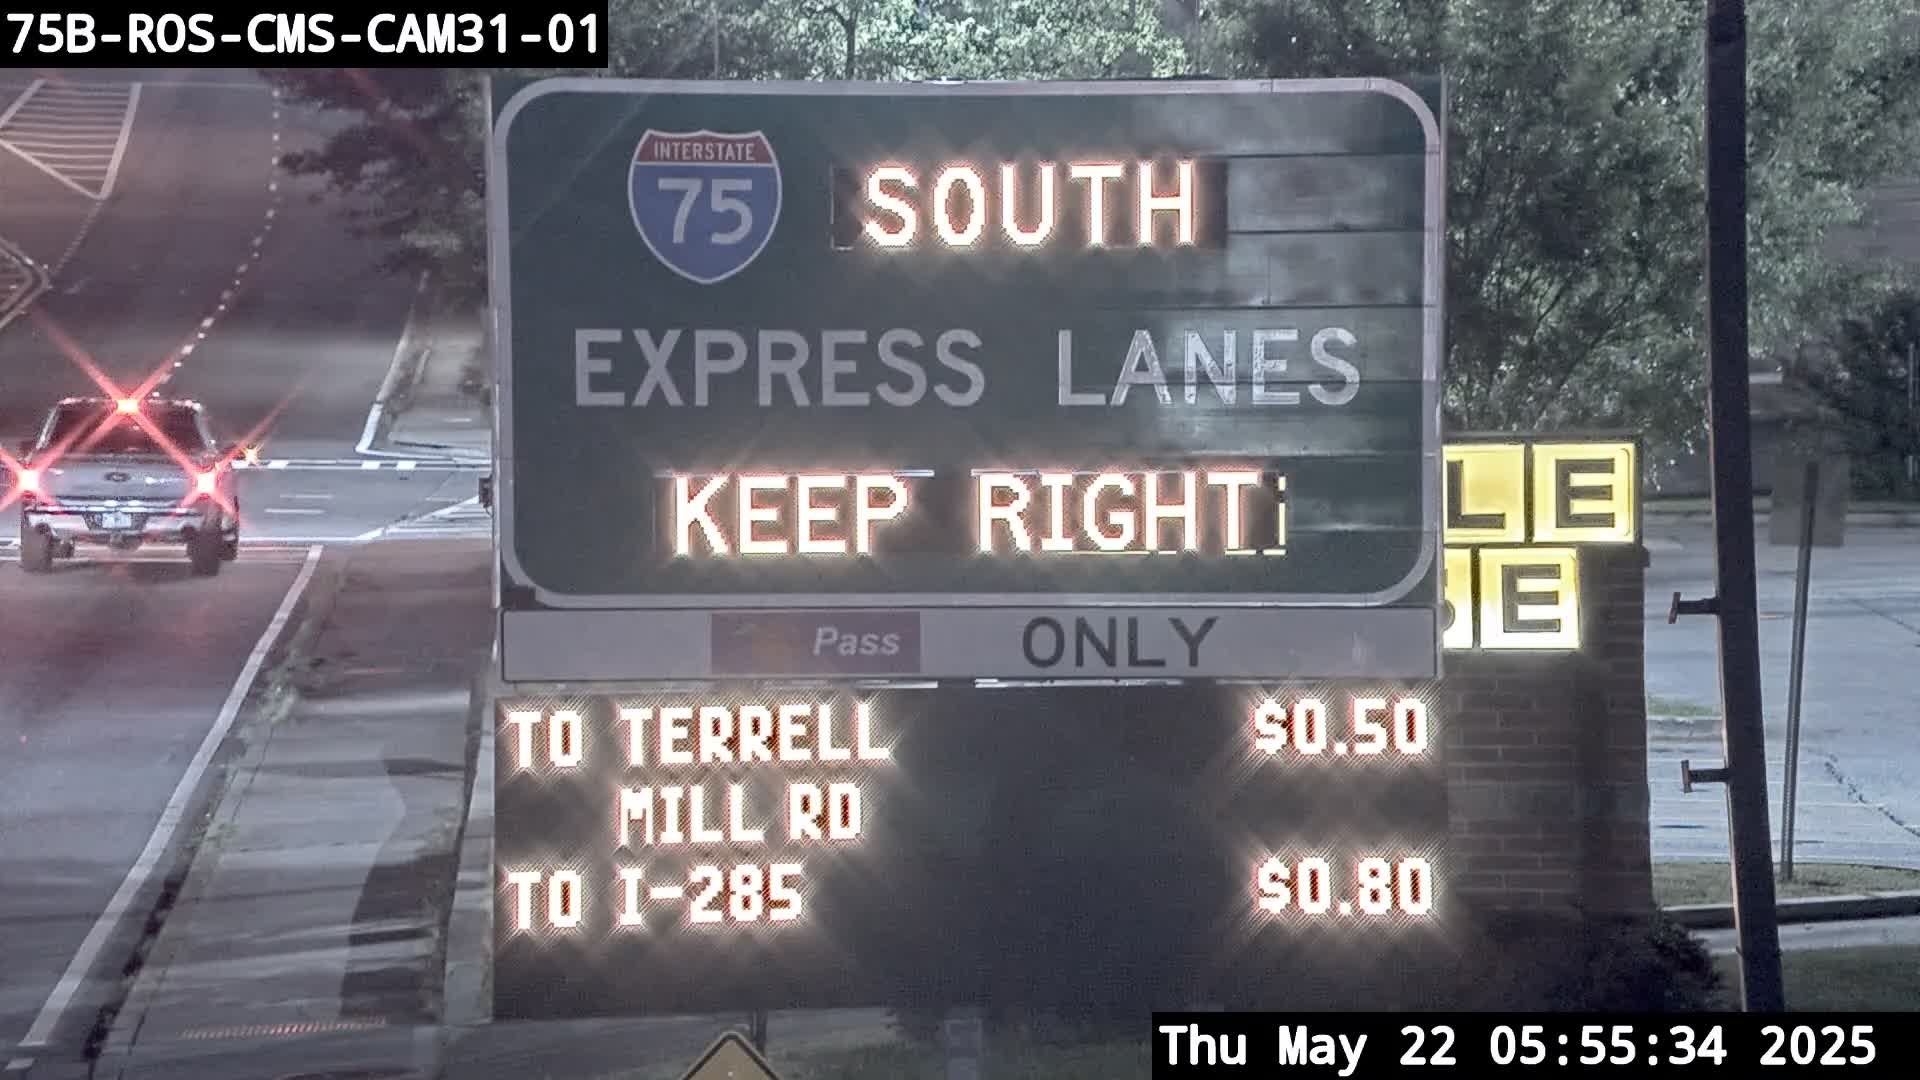 75B-ROS-CMS-CAM31-01
INTERSTATE
75
SOUTH
EXPRESS LANES
KEEP RIGHT
Pass ONLY
TO TERRELL $0.50
MILL RD
TO I-285 $0.80
LE
E
Thu May 22 05:55:34 2025